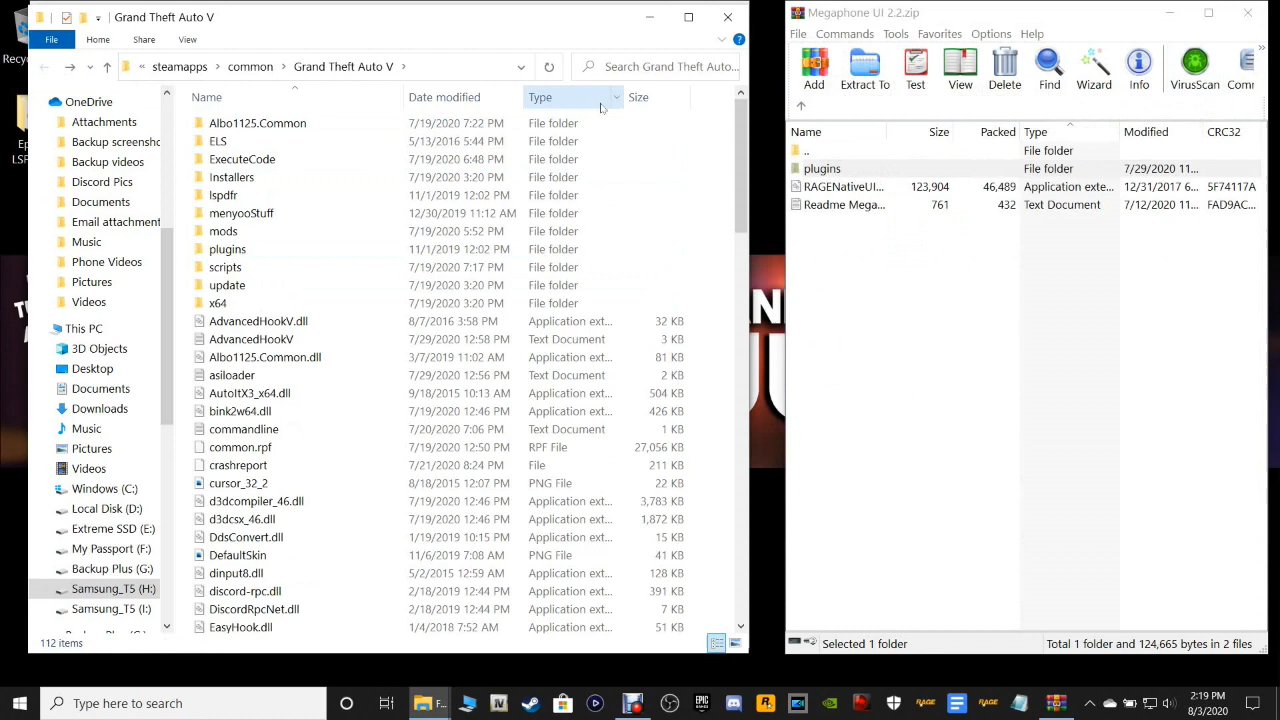 Grand Theft Auto V
File
Home
Share
View
« eamapps > common > Grand Theft Auto V >
Search Grand Theft Auto...
OneDrive
Attachments
Backup screensho
Backup videos
Discord Pics
Documents
Email attachment
Music
Phone Videos
Pictures
Videos
This PC
3D Objects
Desktop
Documents
Downloads
Music
Pictures
Videos
Windows (C:)
Local Disk (D:)
Extreme SSD (E:)
My Passport (F:)
Backup Plus (G:)
Samsung_T5 (H:)
Samsung_T5 (I:)
Name Date modified Type Size
Albo1125.Common 7/19/2020 7:22 PM File folder
ELS 5/13/2016 5:44 PM File folder
ExecuteCode 7/19/2020 6:48 PM File folder
Installers 7/19/2020 3:20 PM File folder
lspdfr 11/1/2019 12:02 PM File folder
menyooStuff 12/30/2019 11:12 AM File folder
mods 7/19/2020 5:52 PM File folder
plugins 11/1/2019 12:02 PM File folder
scripts 7/19/2020 7:17 PM File folder
update 7/19/2020 3:20 PM File folder
x64 7/19/2020 3:20 PM File folder
AdvancedHookV.dll 8/7/2016 3:58 PM Application ext... 32 KB
AdvancedHookV 7/29/2020 12:58 PM Text Document 3 KB
Albo1125.Common.dll 3/7/2019 11:02 AM Application ext... 81 KB
asiloader 7/29/2020 12:56 PM Text Document 2 KB
AutoItX3_x64.dll 9/18/2015 10:13 AM Application ext... 504 KB
bink2w64.dll 7/19/2020 12:46 PM Application ext... 426 KB
commandline 7/20/2020 7:06 PM Text Document 1 KB
common.rpf 7/19/2020 12:50 PM RPF File 27,056 KB
crashreport 7/21/2020 8:24 PM File 211 KB
cursor_32_2 8/18/2015 12:07 PM PNG File 22 KB
d3dcompiler_46.dll 7/19/2020 12:46 PM Application ext... 3,783 KB
d3dcsx_46.dll 7/19/2020 12:46 PM Application ext... 1,872 KB
DdsConvert.dll 1/19/2019 10:15 PM Application ext... 15 KB
DefaultSkin 11/6/2019 7:08 AM PNG File 41 KB
dinput8.dll 5/2/2015 12:59 AM Application ext... 128 KB
discord-rpc.dll 2/18/2019 12:44 PM Application ext... 391 KB
DiscordRpcNet.dll 2/18/2019 12:44 PM Application ext... 7 KB
EasyHook.dll 1/4/2018 7:52 AM Application ext... 51 KB
112 items
Megaphone UI 2.2.zip
File Commands Tools Favorites Options Help
Add Extract To Test View Delete Find Wizard Info VirusScan Comr
Name Size Packed Type Modified CRC32
.. File folder
plugins File folder 7/29/2020 11...
RAGENativeUI... 123,904 46,489 Application exte... 12/31/2017 6... 5F74117A
Readme Mega... 761 432 Text Document 7/12/2020 11... FAD9AC...
Selected 1 folder
Total 1 folder and 124,665 bytes in 2 files
Type here to search
F...
EPIC GAMES
RAGE
RAGE
2:19 PM
8/3/2020